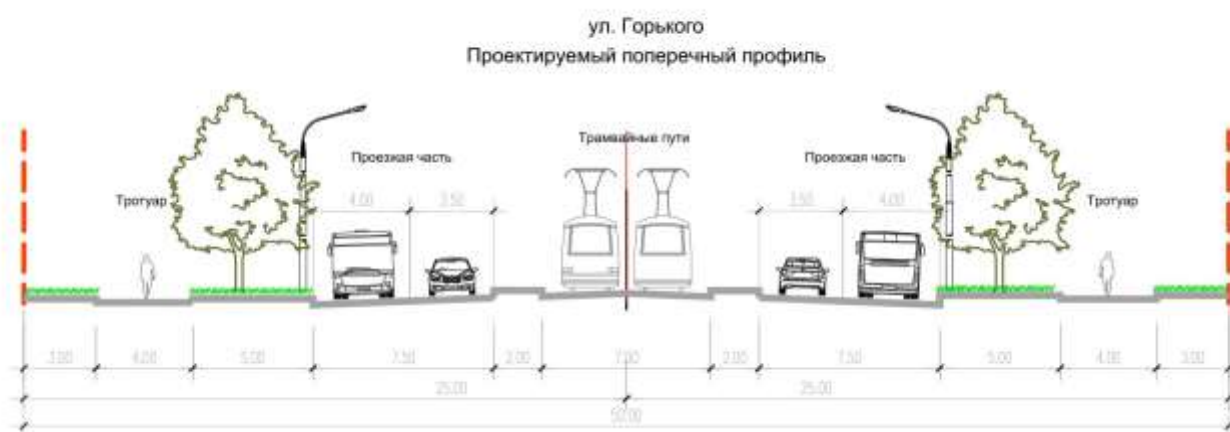 ул. Горького
Проектируемый поперечный профиль
Трамвайные пути
Проезжая часть
Проезжая часть
Тротуар
Тротуар
4.00 3.50 3.50 4.00
3.00 4.00 5.00 7.50 2.00 7.00 2.00 7.50 5.00 4.00 3.00
25.00 25.00
50.00